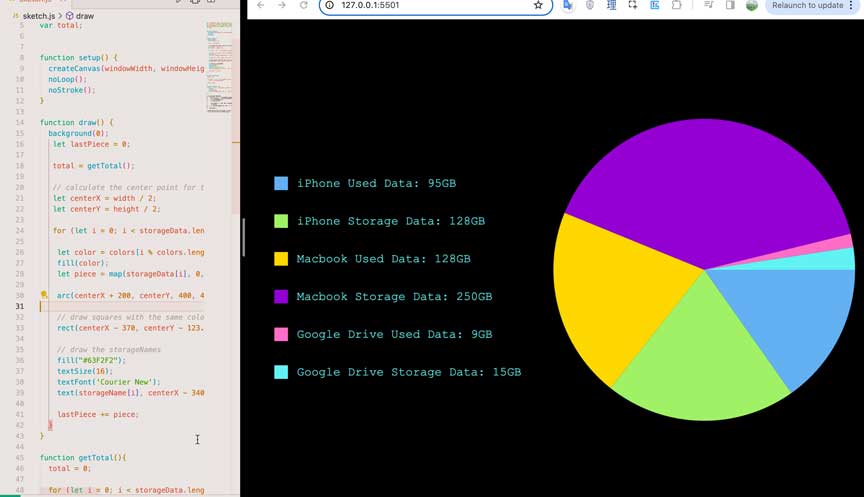 127.0.0.1:5501
Relaunch to update
sketch.js > draw
5 var total;
6
7
8 function setup() {
9 createCanvas(windowWidth, windowHeig
10 noLoop();
11 noStroke();
12 }
13
14 function draw() {
15 background(0);
16 let lastPiece = 0;
17
18 total = getTotal();
19
20 // calculate the center point for t
21 let centerX = width / 2;
22 let centerY = height / 2;
23
24 for (let i = 0; i < storageData.len
25
26 let color = colors[i % colors.leng
27 fill(color);
28 let piece = map(storageData[i], 0,
29
30 arc(centerX + 200, centerY, 400, 4
31
32 // draw squares with the same colo
33 rect(centerX - 370, centerY - 123.
34
35 // draw the storageNames
36 fill("#63F2F2");
37 textSize(16);
38 textFont('Courier New');
39 text(storageName[i], centerX - 340
40
41 lastPiece += piece;
42 }
43 }
44
45 function getTotal(){
46 total = 0;
47
48 for (let i = 0; i < storageData.leng
iPhone Used Data: 95GB
iPhone Storage Data: 128GB
Macbook Used Data: 128GB
Macbook Storage Data: 250GB
Google Drive Used Data: 9GB
Google Drive Storage Data: 15GB